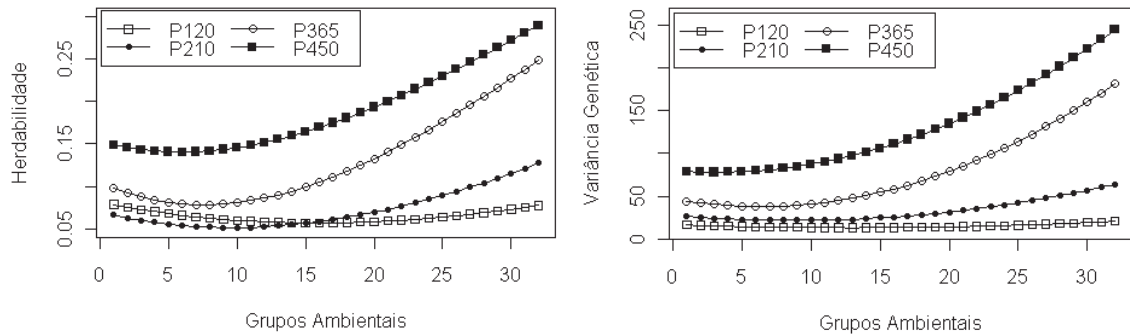 P120 P365
P210 P450
Herdabilidade
0.25
0.15
0.05
0 5 10 15 20 25 30
Grupos Ambientais
P120 P365
P210 P450
Variância Genética
250
150
50
0
0 5 10 15 20 25 30
Grupos Ambientais